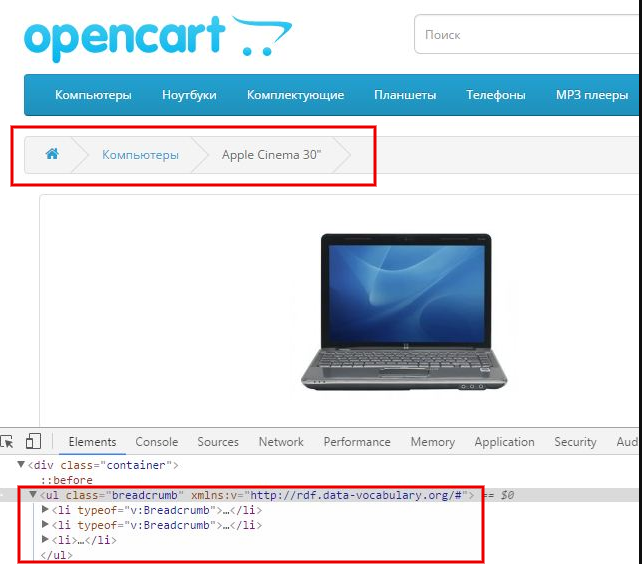 opencart
Поиск
Компьютеры Ноутбуки Комплектующие Планшеты Телефоны MP3 плееры
Компьютеры Apple Cinema 30"
Elements Console Sources Network Performance Memory Application Security Aud
<div class="container">
::before
<ul class="breadcrumb" xmlns:v="http://rdf.data-vocabulary.org/#"> == $0
<li typeof="v:Breadcrumb">…</li>
<li typeof="v:Breadcrumb">…</li>
<li>…</li>
</ul>